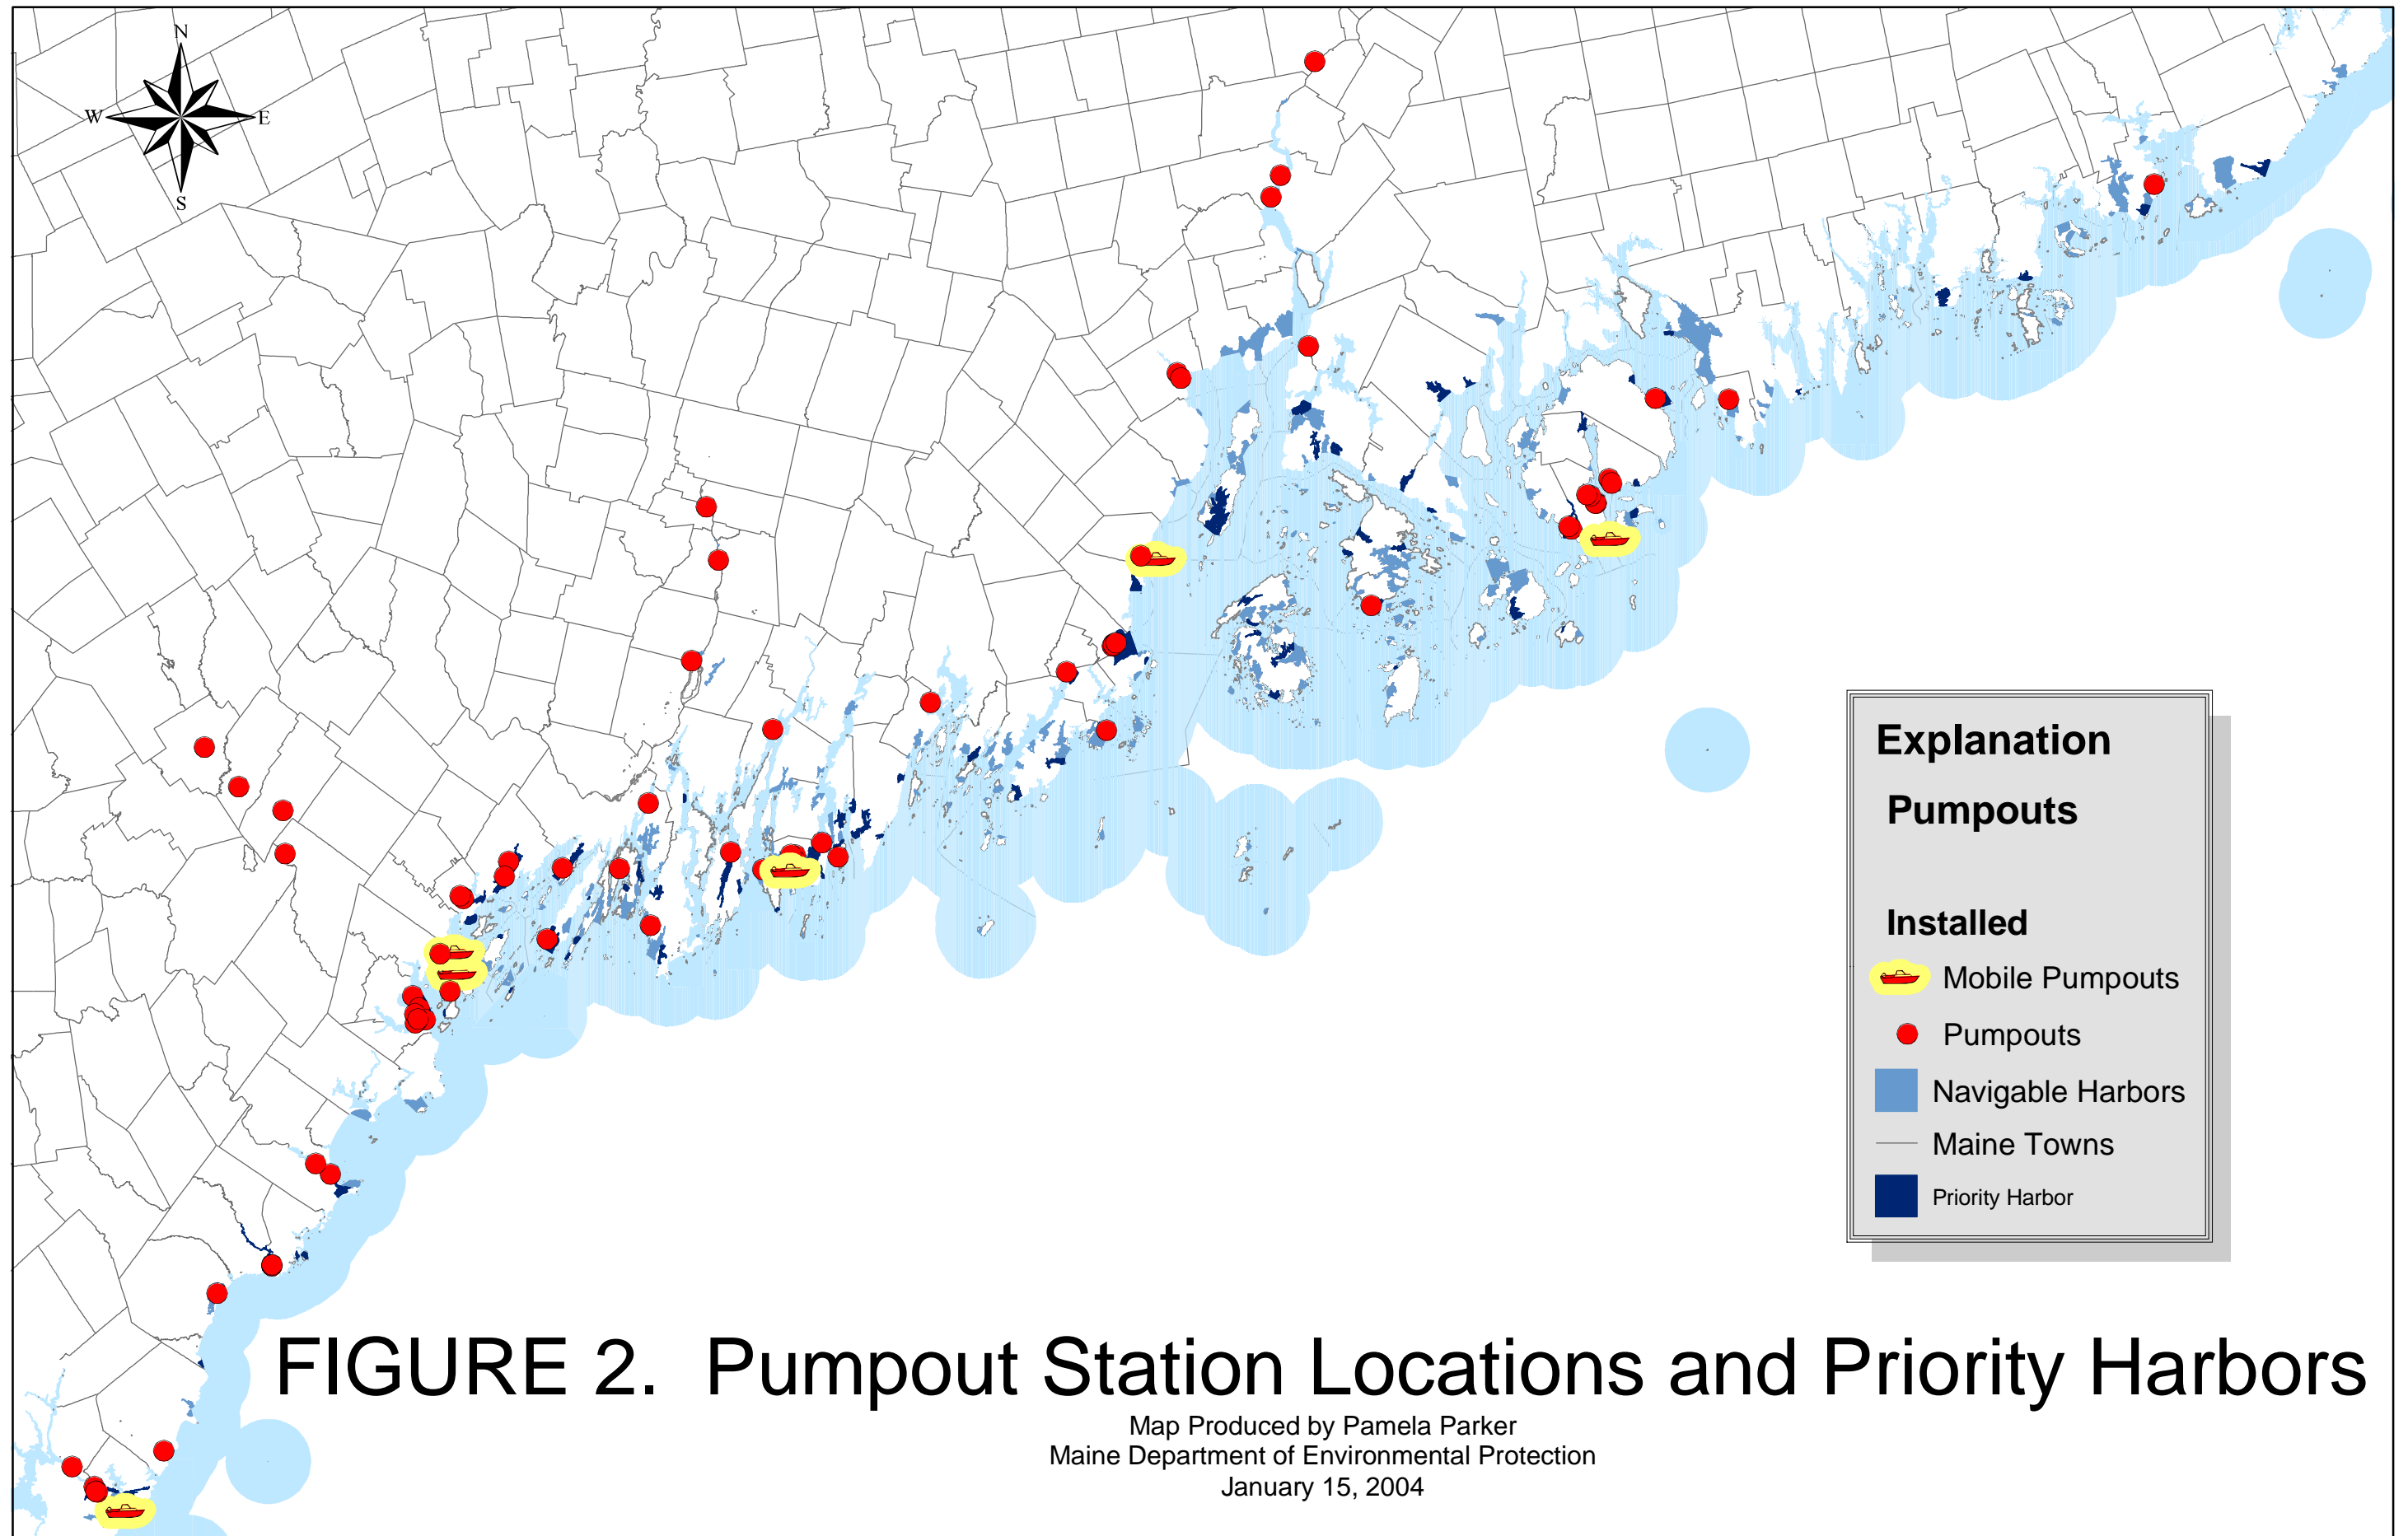 N
W E
S
Explanation
Pumpouts
Installed
Mobile Pumpouts
Pumpouts
Navigable Harbors
Maine Towns
Priority Harbor
FIGURE 2. Pumpout Station Locations and Priority Harbors
Map Produced by Pamela Parker
Maine Department of Environmental Protection
January 15, 2004